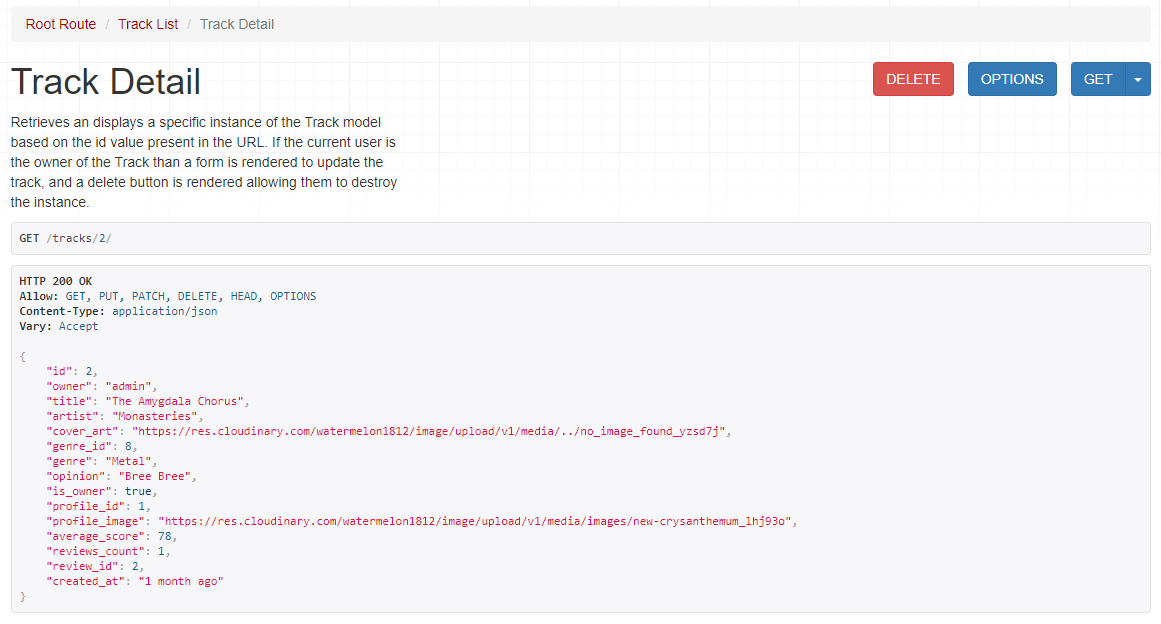 Root Route / Track List / Track Detail
Track Detail
DELETE OPTIONS GET
Retrieves an displays a specific instance of the Track model
based on the id value present in the URL. If the current user is
the owner of the Track than a form is rendered to update the
track, and a delete button is rendered allowing them to destroy
the instance.
GET /tracks/2/
HTTP 200 OK
Allow: GET, PUT, PATCH, DELETE, HEAD, OPTIONS
Content-Type: application/json
Vary: Accept
{
    "id": 2,
    "owner": "admin",
    "title": "The Amygdala Chorus",
    "artist": "Monasteries",
    "cover_art": "https://res.cloudinary.com/watermelon1812/image/upload/v1/media/../no_image_found_yzsd7j",
    "genre_id": 8,
    "genre": "Metal",
    "opinion": "Bree Bree",
    "is_owner": true,
    "profile_id": 1,
    "profile_image": "https://res.cloudinary.com/watermelon1812/image/upload/v1/media/images/new-crysanthemum_lhj93o",
    "average_score": 78,
    "reviews_count": 1,
    "review_id": 2,
    "created_at": "1 month ago"
}